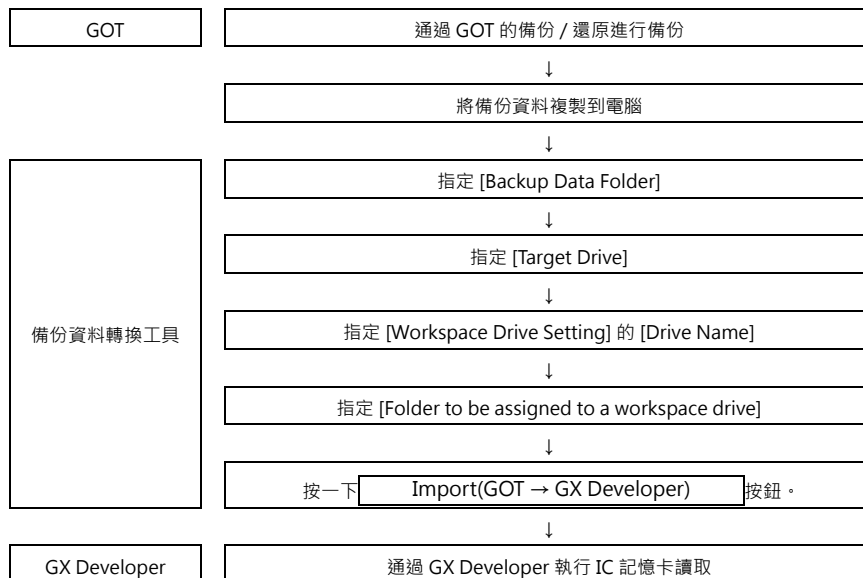 GOT
通過 GOT 的備份 / 還原進行備份
↓
將備份資料複製到電腦
↓
備份資料轉換工具
指定 [Backup Data Folder]
↓
指定 [Target Drive]
↓
指定 [Workspace Drive Setting] 的 [Drive Name]
↓
指定 [Folder to be assigned to a workspace drive]
↓
按一下 Import(GOT → GX Developer) 按鈕。
↓
GX Developer
通過 GX Developer 執行 IC 記憶卡讀取